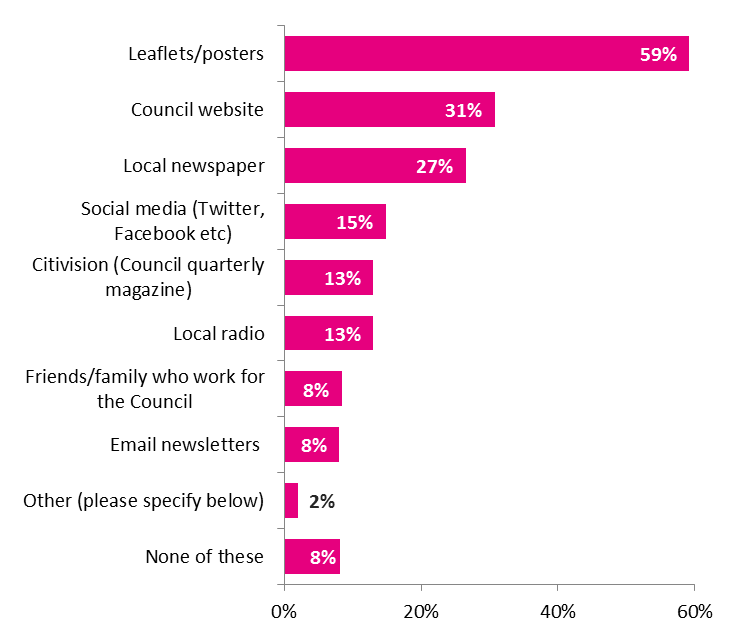 Leaflets/posters
59%
Council website
31%
Local newspaper
27%
Social media (Twitter,
Facebook etc)
15%
Citivision (Council quarterly
magazine)
13%
Local radio
13%
Friends/family who work for
the Council
8%
Email newsletters
8%
Other (please specify below)
2%
None of these
8%
0%
20%
40%
60%